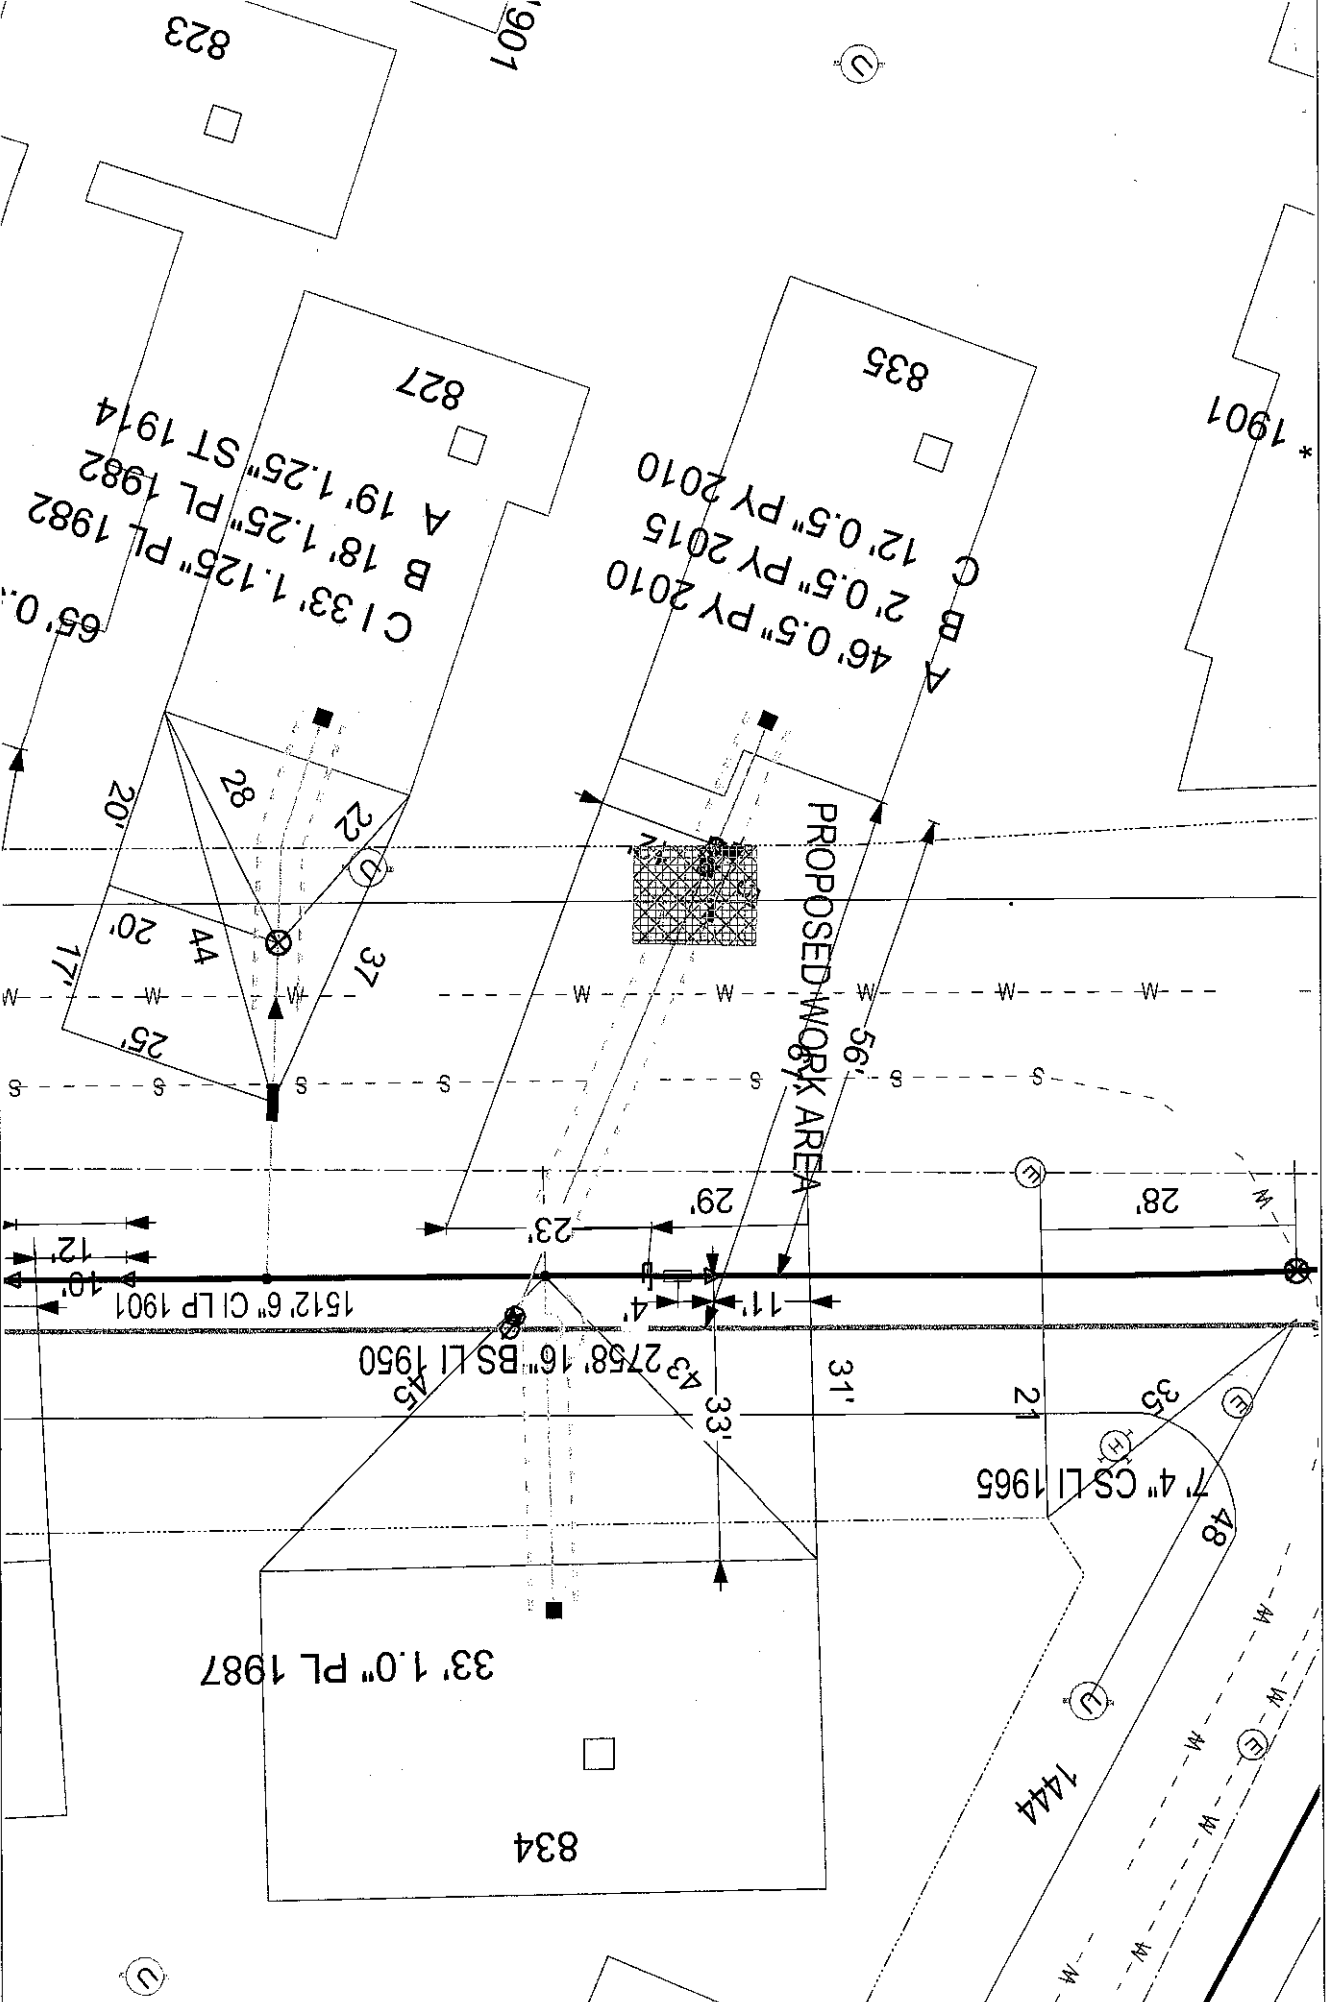 823
1901
U
827
A 19' 1.25" ST 1914
B 18' 1.25" PL 1982
C I 33' 1.125" PL 1982
65' 0.
835
C 12' 0.5" PY 2010
B 2' 0.5" PY 2015
A 46' 0.5" PY 2010
* 1901
20'
28
22
U
20'
44
37
17'
25'
PROPOSED WORK AREA
56'
W W W W W W W W
S S S S S S S
E
23'
29'
28'
W
12'
10'
1512' 6" CI LP 1901
4'
11'
2758' 16" BS LI 1950
45
43
33'
31'
21
35
E
H
7' 4" CS LI 1965
48
33' 1.0" PL 1987
834
U
1444
E
W W W W W W
U